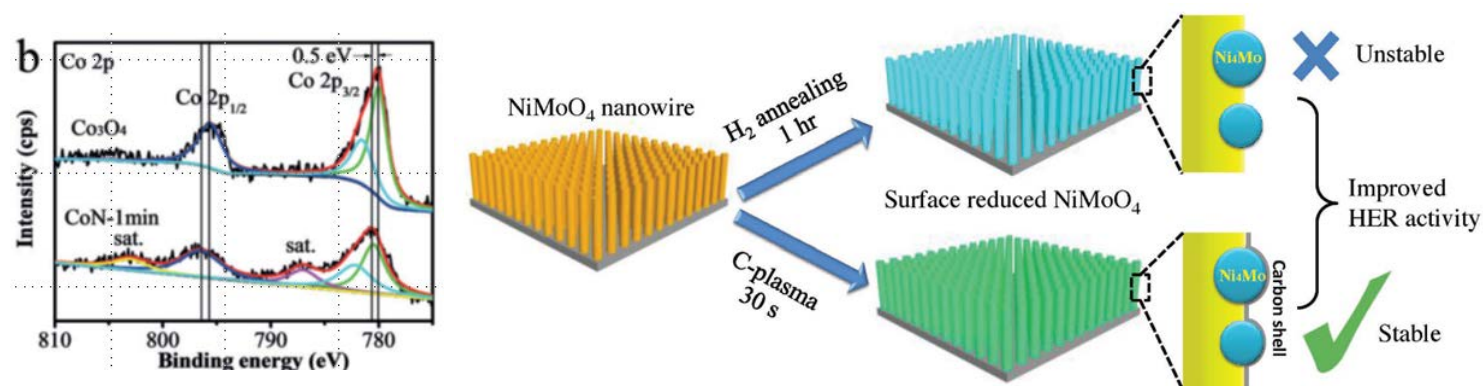 b
Co 2p
0.5 eV
Co 2p3/2
Co 2p1/2
Co₃O₄
CoN-1min
sat.
sat.
Intensity (cps)
810 800 790 780
Binding energy (eV)
NiMoO₄ nanowire
H₂ annealing
1 hr
C-plasma
30 s
Surface reduced NiMoO₄
Ni₄Mo
Unstable
Improved
HER activity
Ni₄Mo
Carbon shell
Stable